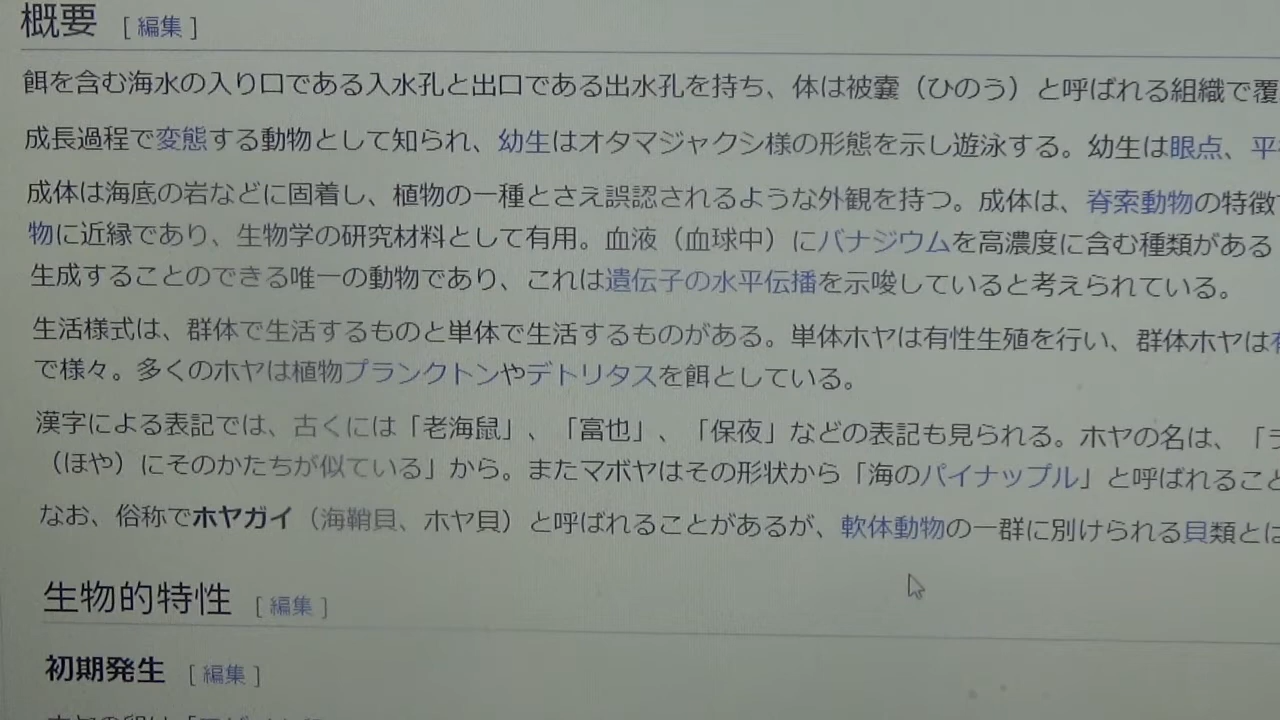 概要 [編集]
餌を含む海水の入り口である入水孔と出口である出水孔を持ち、体は被嚢（ひのう）と呼ばれる組織で覆
成長過程で変態する動物として知られ、幼生はオタマジャクシ様の形態を示し遊泳する。幼生は眼点、平
成体は海底の岩などに固着し、植物の一種とさえ誤認されるような外観を持つ。成体は、脊索動物の特徴
物に近縁であり、生物学の研究材料として有用。血液（血球中）にバナジウムを高濃度に含む種類がある
生成することのできる唯一の動物であり、これは遺伝子の水平伝播を示唆していると考えられている。
生活様式は、群体で生活するものと単体で生活するものがある。単体ホヤは有性生殖を行い、群体ホヤは
で様々。多くのホヤは植物プランクトンやデトリタスを餌としている。
漢字による表記では、古くには「老海鼠」、「富也」、「保夜」などの表記も見られる。ホヤの名は、「
（ほや）にそのかたちが似ている」から。またマボヤはその形状から「海のパイナップル」と呼ばれること
なお、俗称でホヤガイ（海鞘貝、ホヤ貝）と呼ばれることがあるが、軟体動物の一群に別けられる貝類とは
生物的特性 [編集]
初期発生 [編集]